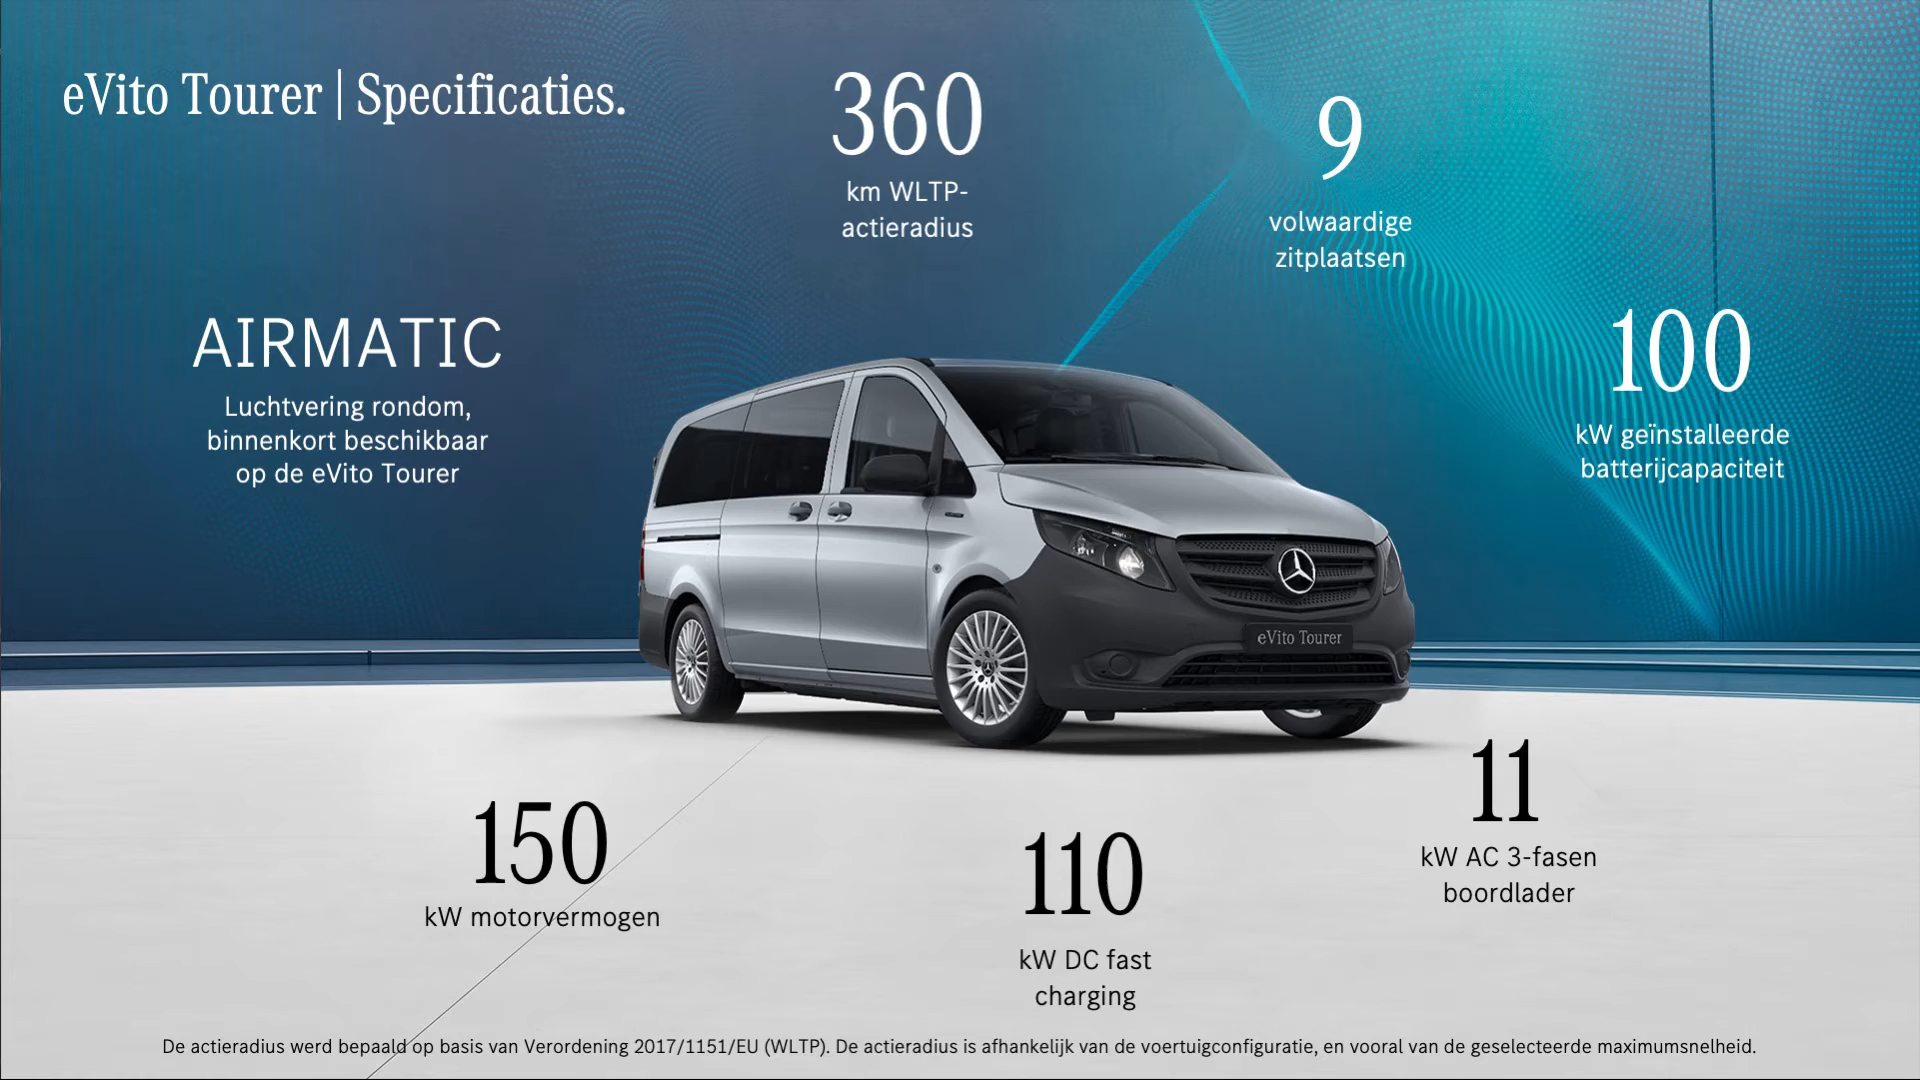 eVito Tourer | Specificaties.
360
km WLTP-
actieradius
9
volwaardige
zitplaatsen
AIRMATIC
Luchtvering rondom,
binnenkort beschikbaar
op de eVito Tourer
100
kW geïnstalleerde
batterijcapaciteit
eVito Tourer
150
kW motorvermogen
110
kW DC fast
charging
11
kW AC 3-fasen
boordlader
De actieradius werd bepaald op basis van Verordening 2017/1151/EU (WLTP). De actieradius is afhankelijk van de voertuigconfiguratie, en vooral van de geselecteerde maximumsnelheid.